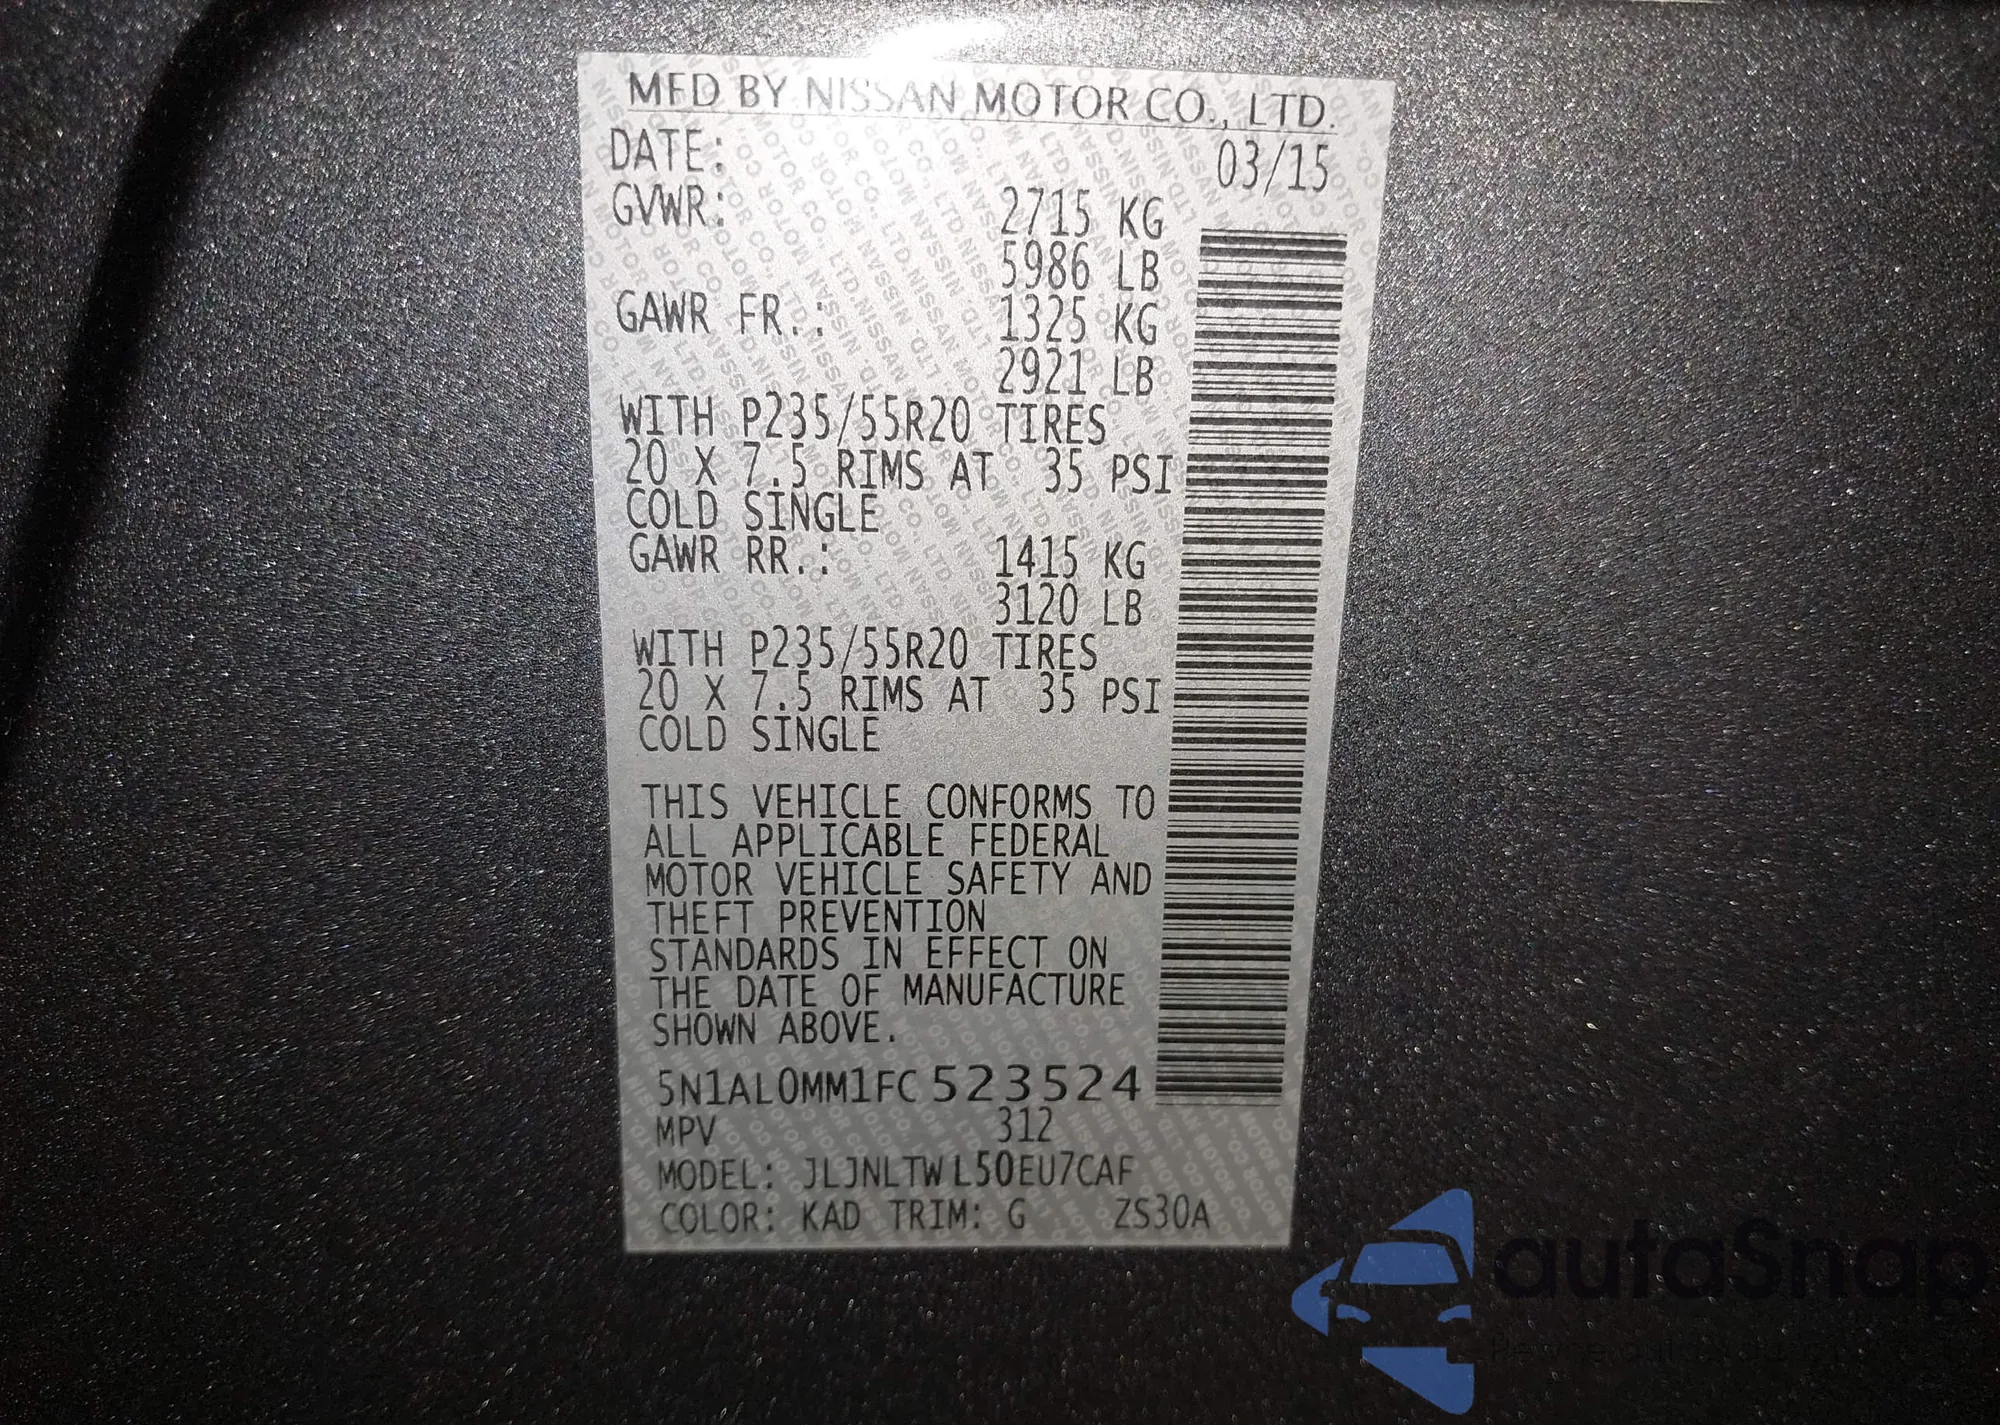 MFD BY NISSAN MOTOR CO., LTD.
DATE: 03/15
GVWR: 2715 KG
5986 LB
GAWR FR.: 1325 KG
2921 LB
WITH P235/55R20 TIRES
20 X 7.5 RIMS AT 35 PSI
COLD SINGLE
GAWR RR.: 1415 KG
3120 LB
WITH P235/55R20 TIRES
20 X 7.5 RIMS AT 35 PSI
COLD SINGLE
THIS VEHICLE CONFORMS TO
ALL APPLICABLE FEDERAL
MOTOR VEHICLE SAFETY AND
THEFT PREVENTION
STANDARDS IN EFFECT ON
THE DATE OF MANUFACTURE
SHOWN ABOVE.
5N1AL0MM1FC523524
MPV 312
MODEL: JLJNLTWL50EU7CAF
COLOR: KAD TRIM: G ZS30A
autoSnap